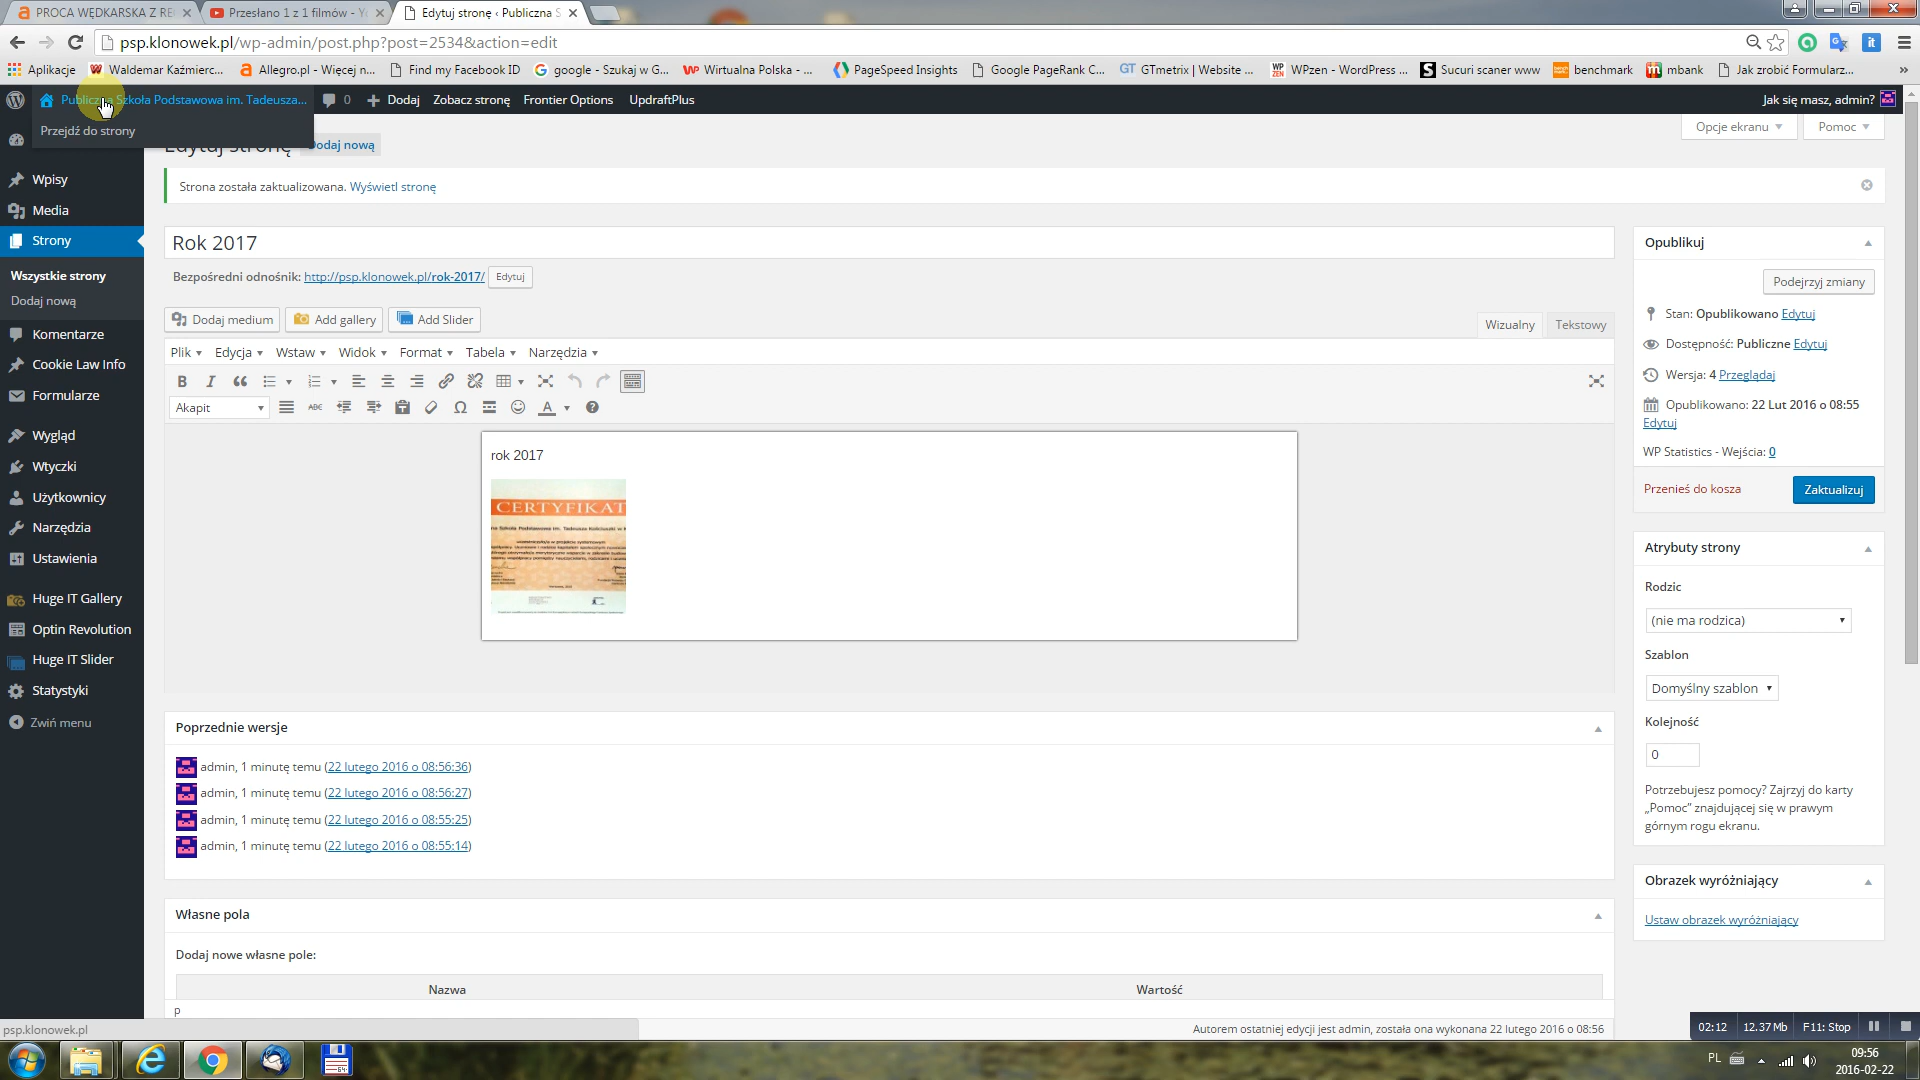 PROCA WĘDKARSKA Z RE
Przesłano 1 z 1 filmów - Yo
Edytuj stronę ‹ Publiczna S
psp.klonowek.pl/wp-admin/post.php?post=2534&action=edit
Aplikacje
Waldemar Kaźmierc...
Allegro.pl - Więcej n...
Find my Facebook ID
google - Szukaj w G...
Wirtualna Polska - ...
PageSpeed Insights
Google PageRank C...
GTmetrix | Website ...
WPzen - WordPress ...
Sucuri scaner www
benchmark
mbank
Jak zrobić Formularz...
»
Publiczna Szkoła Podstawowa im. Tadeusza...
0
Dodaj
Zobacz stronę
Frontier Options
UpdraftPlus
Jak się masz, admin?
Przejdź do strony
Edytuj stronę
Dodaj nową
Opcje ekranu
Pomoc
Strona została zaktualizowana. Wyświetl stronę
Wpisy
Media
Strony
Wszystkie strony
Dodaj nową
Komentarze
Cookie Law Info
Formularze
Wygląd
Wtyczki
Użytkownicy
Narzędzia
Ustawienia
Huge IT Gallery
Optin Revolution
Huge IT Slider
Statystyki
Zwiń menu
Rok 2017
Bezpośredni odnośnik: http://psp.klonowek.pl/rok-2017/ Edytuj
Dodaj medium
Add gallery
Add Slider
Wizualny
Tekstowy
Plik
Edycja
Wstaw
Widok
Format
Tabela
Narzędzia
Akapit
ABC
rok 2017
CERTYFIKAT
na Szkoła Podstawowa im. Tadeusza Kościuszki w
Poprzednie wersje
admin, 1 minutę temu (22 lutego 2016 o 08:56:36)
admin, 1 minutę temu (22 lutego 2016 o 08:56:27)
admin, 1 minutę temu (22 lutego 2016 o 08:55:25)
admin, 1 minutę temu (22 lutego 2016 o 08:55:14)
Własne pola
Dodaj nowe własne pole:
Nazwa
Wartość
p
Autorem ostatniej edycji jest admin, została ona wykonana 22 lutego 2016 o 08:56
Opublikuj
Podejrzyj zmiany
Stan: Opublikowano Edytuj
Dostępność: Publiczne Edytuj
Wersja: 4 Przeglądaj
Opublikowano: 22 Lut 2016 o 08:55
Edytuj
WP Statistics - Wejścia: 0
Przenieś do kosza
Zaktualizuj
Atrybuty strony
Rodzic
(nie ma rodzica)
Szablon
Domyślny szablon
Kolejność
0
Potrzebujesz pomocy? Zajrzyj do karty
„Pomoc” znajdującej się w prawym
górnym rogu ekranu.
Obrazek wyróżniający
Ustaw obrazek wyróżniający
psp.klonowek.pl
02:12
12.37 Mb
F11: Stop
PL
09:56
2016-02-22